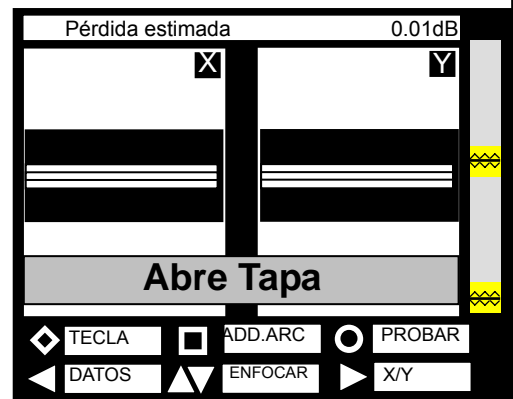 Pérdida estimada 0.01dB
X Y
Abre Tapa
TECLA ADD.ARC PROBAR
DATOS ENFOCAR X/Y